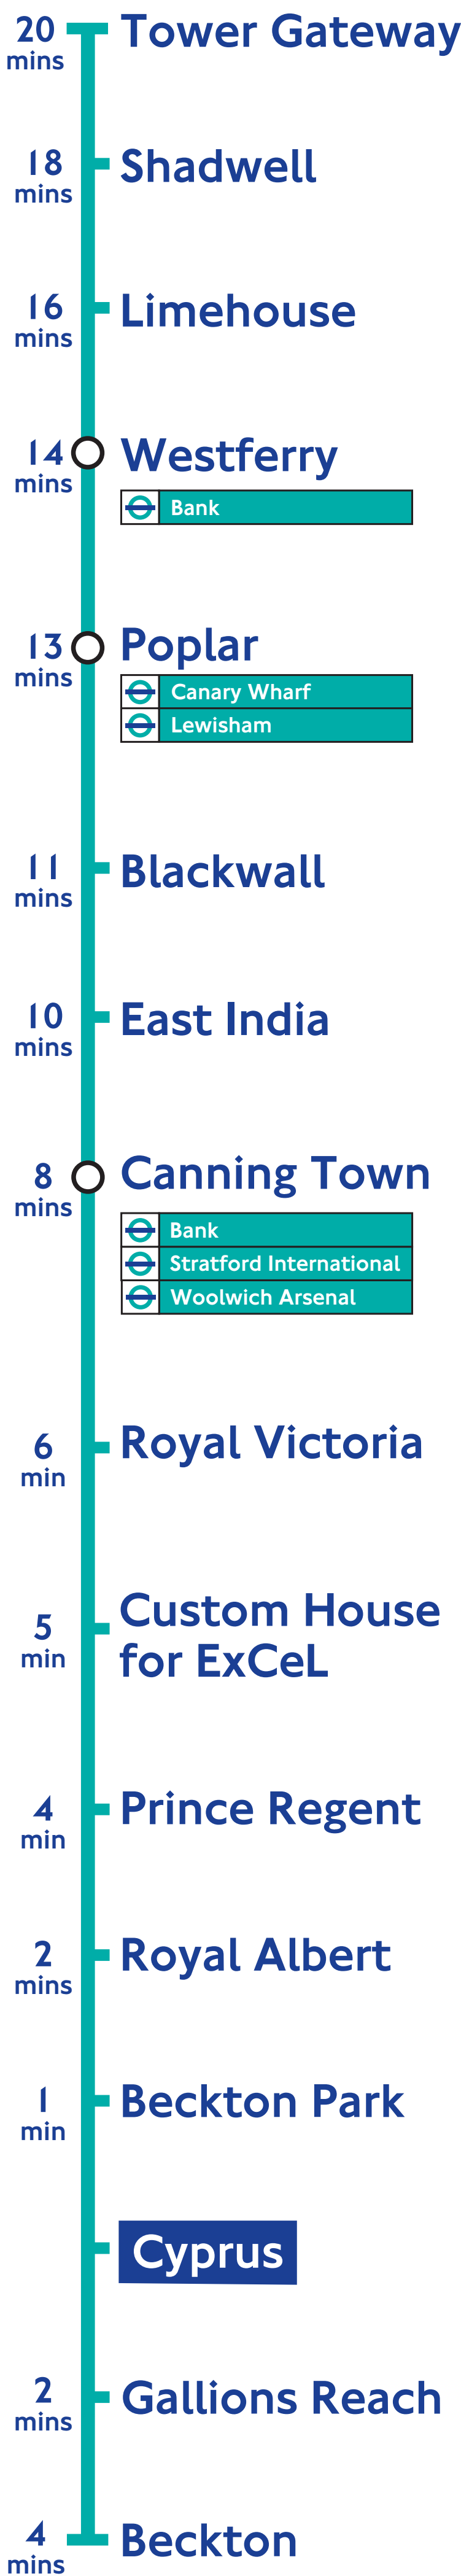 20 mins Tower Gateway
18 mins Shadwell
16 mins Limehouse
14 mins Westferry
Bank
13 mins Poplar
Canary Wharf
Lewisham
11 mins Blackwall
10 mins East India
8 mins Canning Town
Bank
Stratford International
Woolwich Arsenal
6 min Royal Victoria
5 min Custom House
for ExCeL
4 min Prince Regent
2 mins Royal Albert
1 min Beckton Park
Cyprus
2 mins Gallions Reach
4 mins Beckton